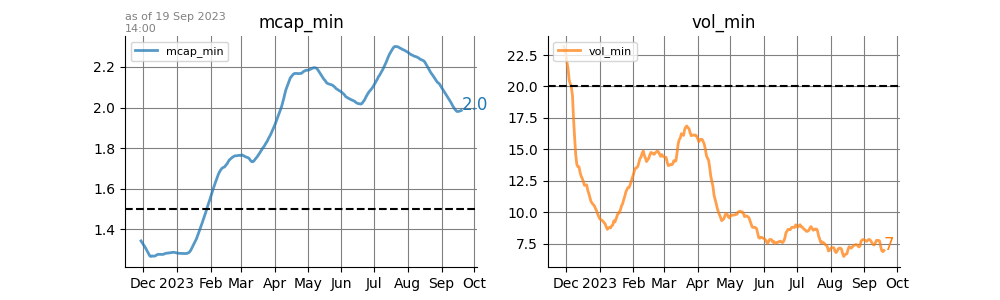 as of 19 Sep 2023
14:00
mcap_min
mcap_min
2.2
2.0
1.8
1.6
1.4
2.0
Dec 2023 Feb Mar Apr May Jun Jul Aug Sep Oct
vol_min
vol_min
22.5
20.0
17.5
15.0
12.5
10.0
7.5
7
Dec 2023 Feb Mar Apr May Jun Jul Aug Sep Oct